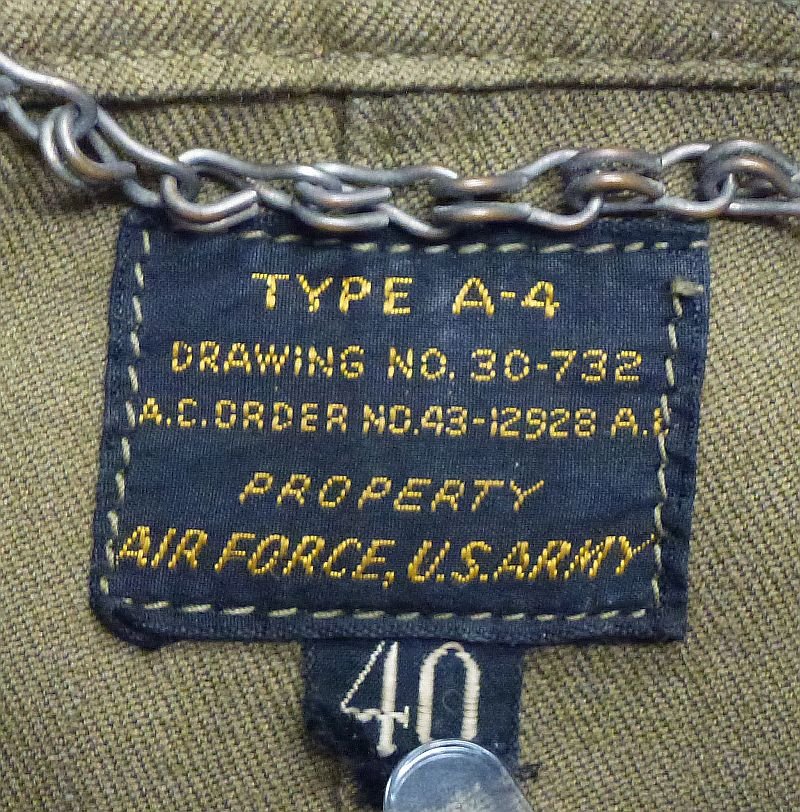 TYPE A-4
DRAWING NO. 30-732
A.C. ORDER NO. 43-12928 A.
PROPERTY
AIR FORCE, U.S. ARMY
40